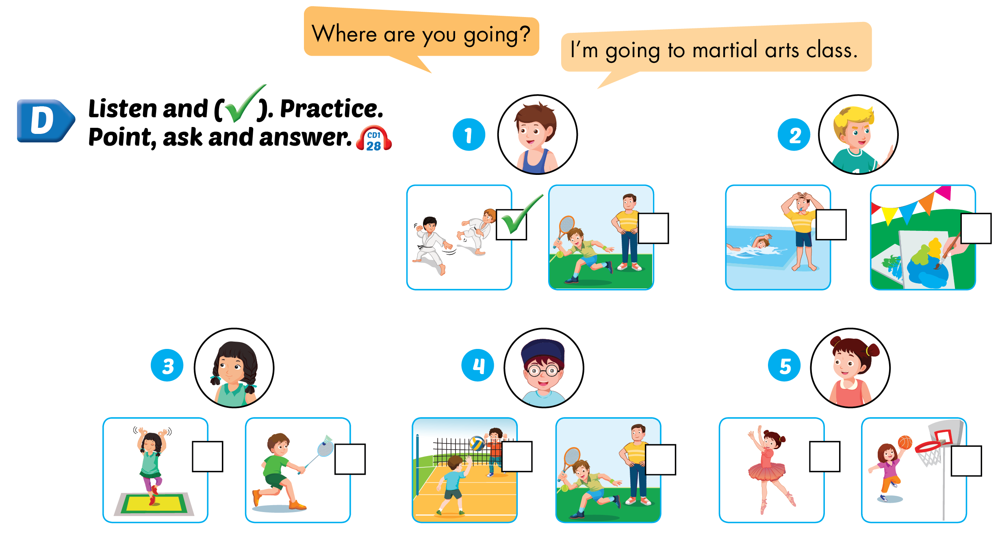 Where are you going?
I'm going to martial arts class.
D
Listen and (✓). Practice.
Point, ask and answer.
CD1
28
1
2
1
3
4
5